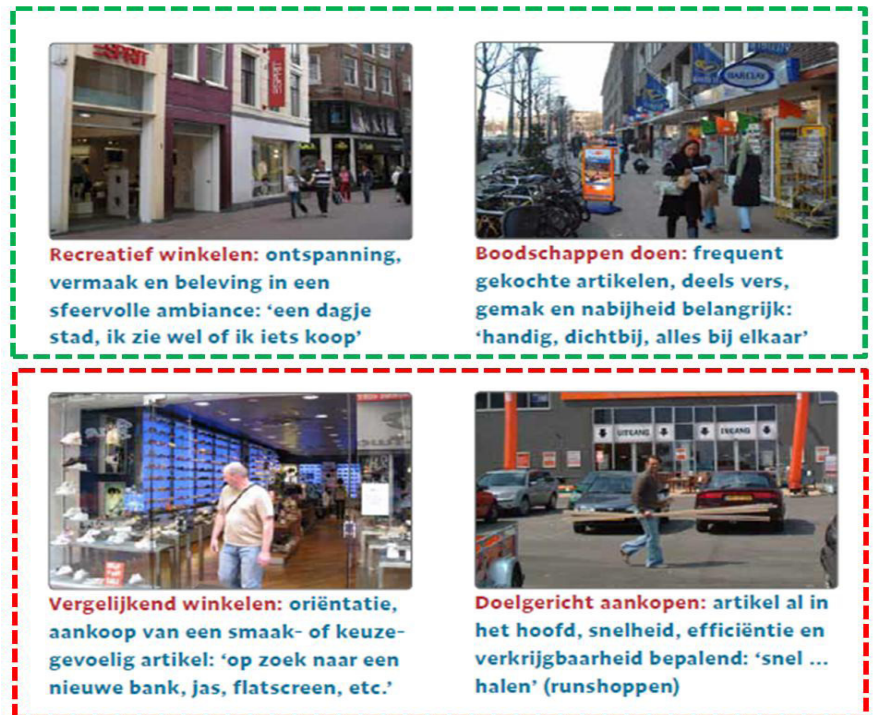 ESPRIT
ESPRIT
BARCLAY
Recreatief winkelen: ontspanning,
vermaak en beleving in een
sfeervolle ambiance: ‘een dagje
stad, ik zie wel of ik iets koop’
Boodschappen doen: frequent
gekochte artikelen, deels vers,
gemak en nabijheid belangrijk:
‘handig, dichtbij, alles bij elkaar’
UITGANG
INGANG
Vergelijkend winkelen: oriëntatie,
aankoop van een smaak- of keuze-
gevoelig artikel: ‘op zoek naar een
nieuwe bank, jas, flatscreen, etc.’
Doelgericht aankopen: artikel al in
het hoofd, snelheid, efficiëntie en
verkrijgbaarheid bepalend: ‘snel ...
halen’ (runshoppen)